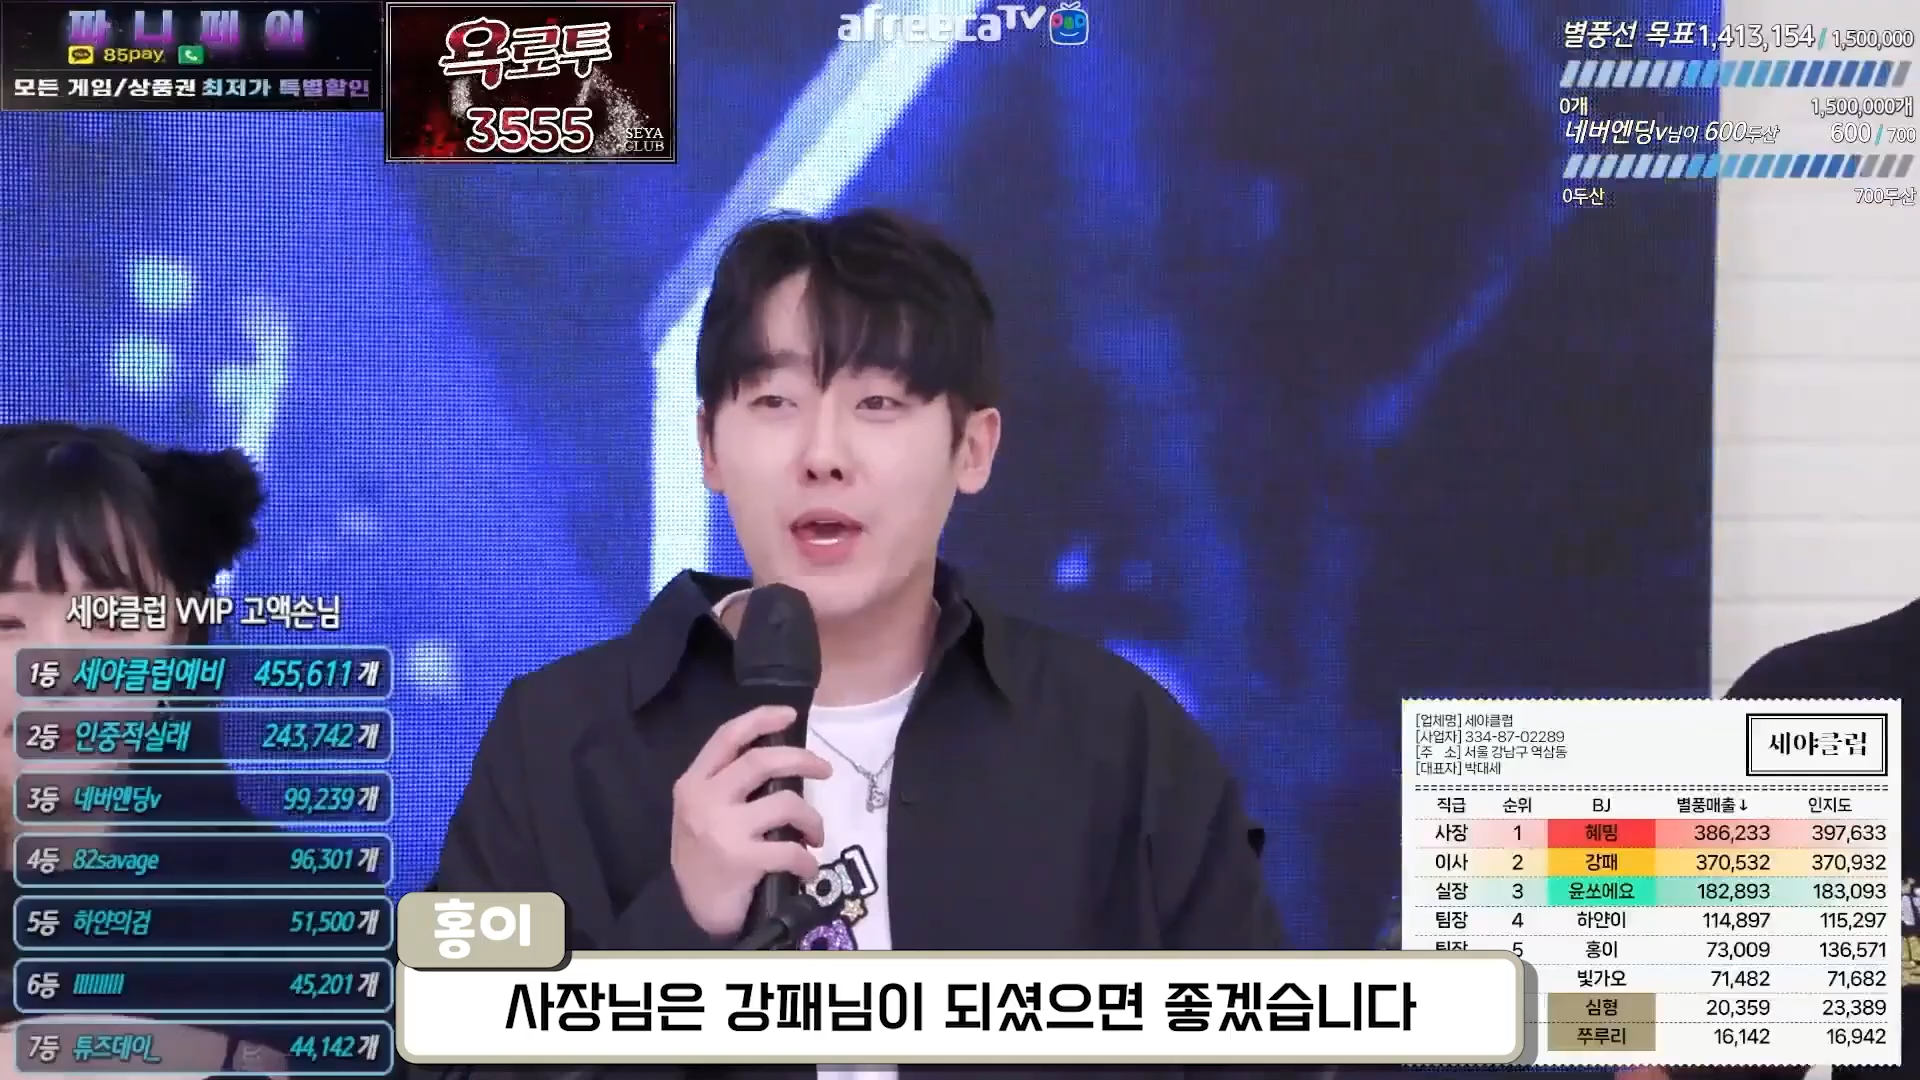 파니페이
85pay
모든 게임/상품권 최저가 특별할인
욕로투
3555
SEYA
CLUB
afreecaTV
별풍선 목표 1,413,154 / 1,500,000
0개 1,500,000개
네버엔딩v님이 600두산 600 / 700
0두산 700두산
세야클럽 VVIP 고액손님
1등 세야클럽예비 455,611개
2등 인중적실래 243,742개
3등 네버엔딩v 99,239개
4등 82savage 96,301개
5등 하얀의검 51,500개
6등 45,201개
7등 튜즈데이_ 44,142개
[업체명] 세야클럽
[사업자] 334-87-02289
[주 소] 서울 강남구 역삼동
[대표자] 박대세
세야클럽
직급 순위 BJ 별풍매출↓ 인지도
사장 1 혜밍 386,233 397,633
이사 2 강패 370,532 370,932
실장 3 윤쏘에요 182,893 183,093
팀장 4 하얀이 114,897 115,297
팀장 5 홍이 73,009 136,571
빛가오 71,482 71,682
심형 20,359 23,389
쭈루리 16,142 16,942
홍이
사장님은 강패님이 되셨으면 좋겠습니다